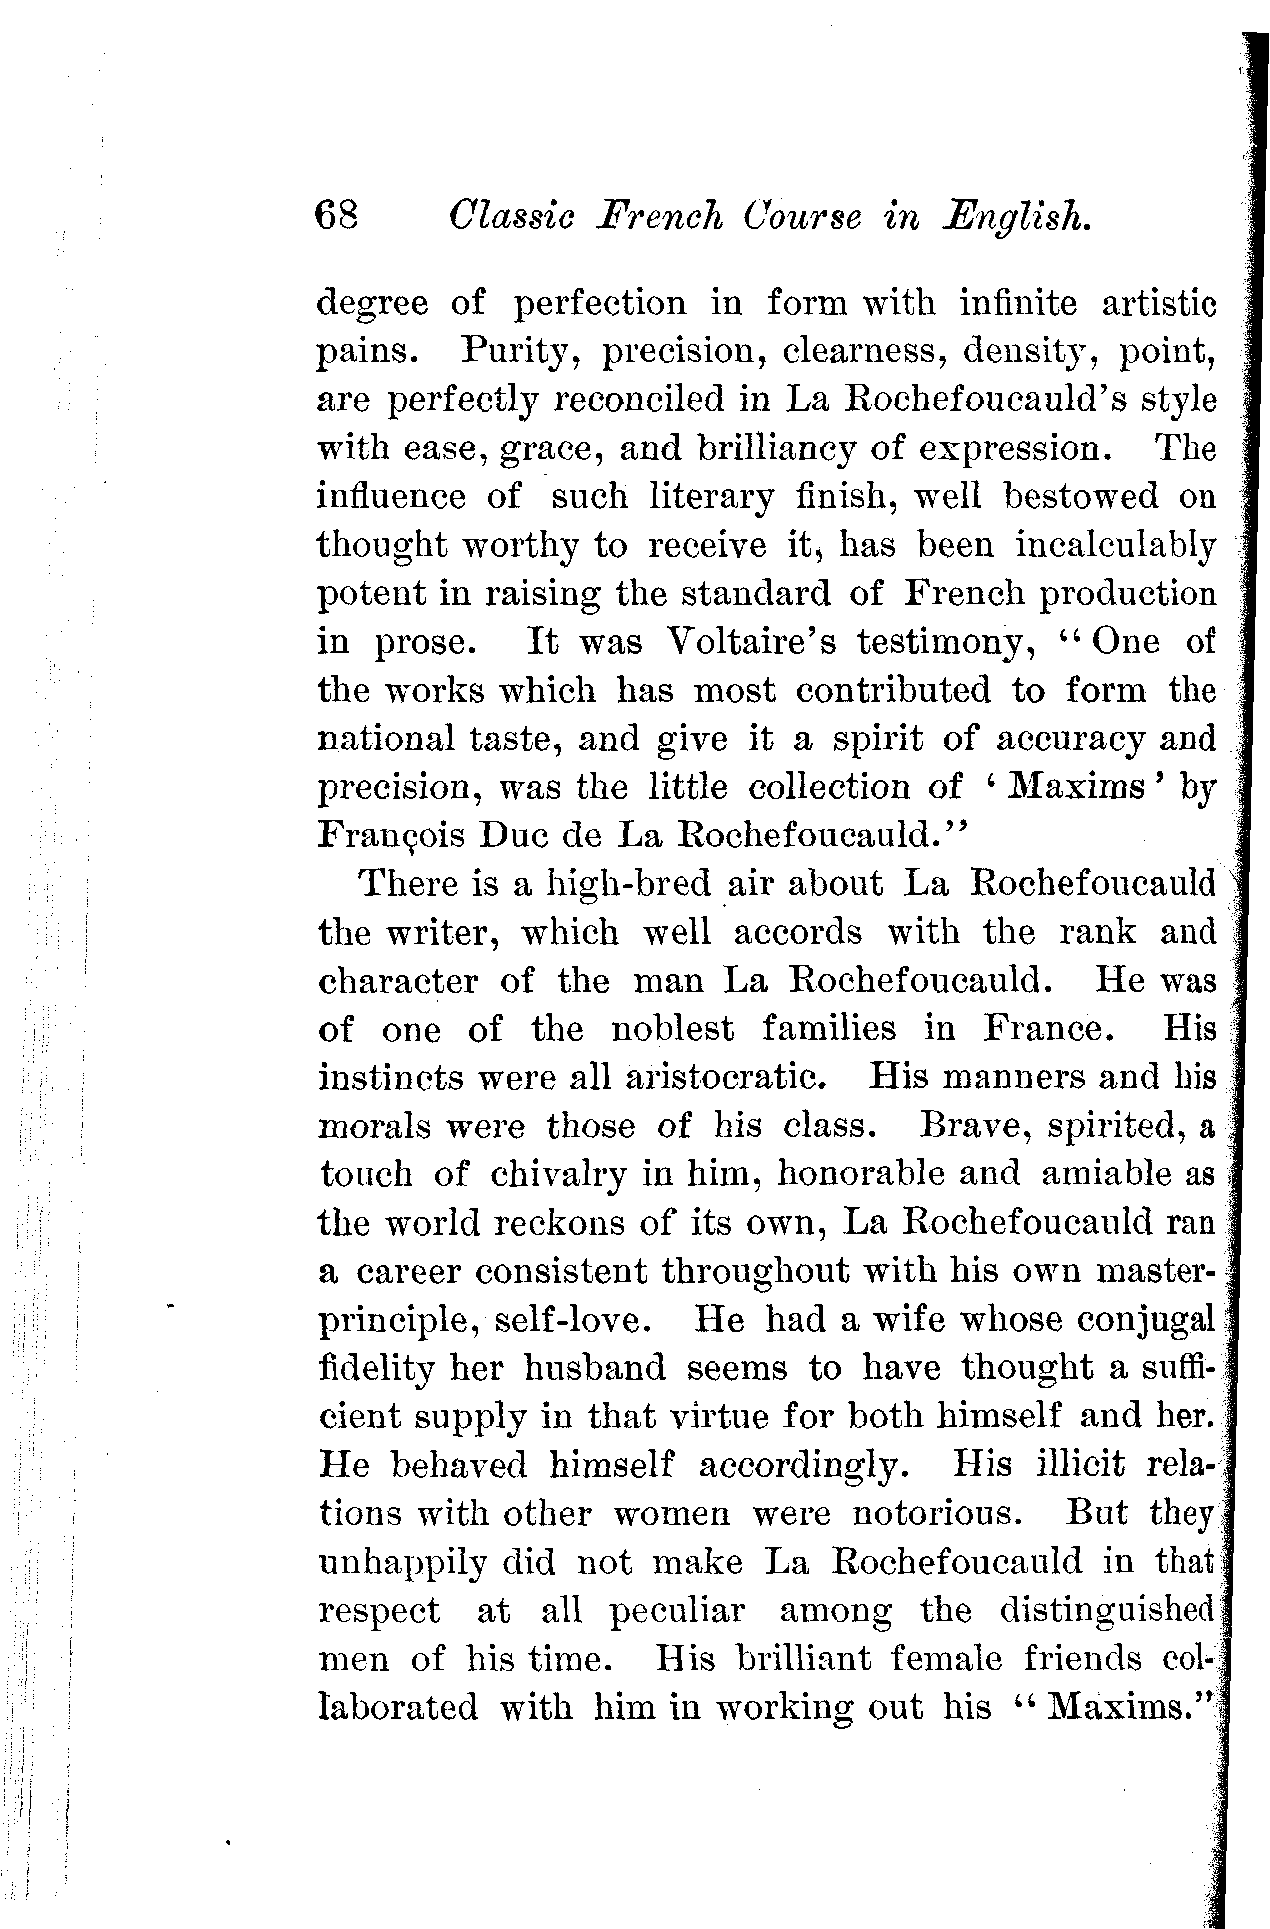 68 Classic French Course in English.
degree of perfection in form with infinite artistic
pains. Purity, precision, clearness, density, point,
are perfectly reconciled in La Rochefoucauld's style
with ease, grace, and brilliancy of expression. The
influence of such literary finish, well bestowed on
thought worthy to receive it, has been incalculably
potent in raising the standard of French production
in prose. It was Voltaire's testimony, “One of
the works which has most contributed to form the
national taste, and give it a spirit of accuracy and
precision, was the little collection of ‘Maxims’ by
François Duc de La Rochefoucauld.”
There is a high-bred air about La Rochefoucauld
the writer, which well accords with the rank and
character of the man La Rochefoucauld. He was
of one of the noblest families in France. His
instincts were all aristocratic. His manners and his
morals were those of his class. Brave, spirited, a
touch of chivalry in him, honorable and amiable as
the world reckons of its own, La Rochefoucauld ran
a career consistent throughout with his own master-
principle, self-love. He had a wife whose conjugal
fidelity her husband seems to have thought a suffi-
cient supply in that virtue for both himself and her.
He behaved himself accordingly. His illicit rela-
tions with other women were notorious. But they
unhappily did not make La Rochefoucauld in that
respect at all peculiar among the distinguished
men of his time. His brilliant female friends col-
laborated with him in working out his “Maxims.”